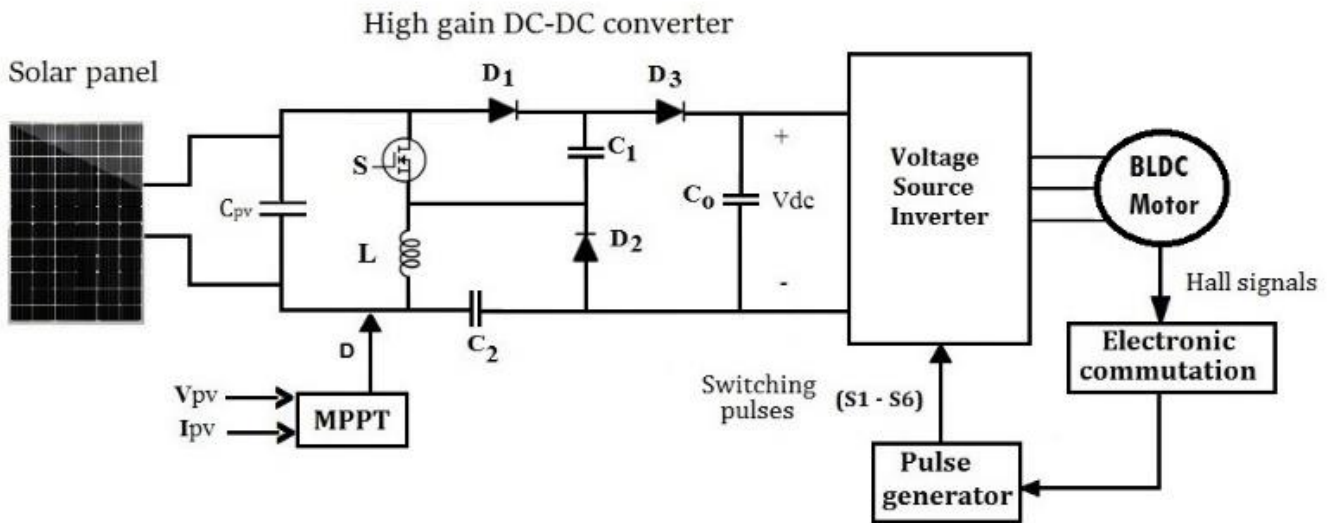 High gain DC-DC converter
Solar panel
D1
D3
S
C1
Cpv
Co
+
Vdc
-
L
D2
C2
D
Vpv
Ipv
MPPT
Voltage
Source
Inverter
BLDC
Motor
Hall signals
Electronic
commutation
Switching
pulses
(S1 - S6)
Pulse
generator